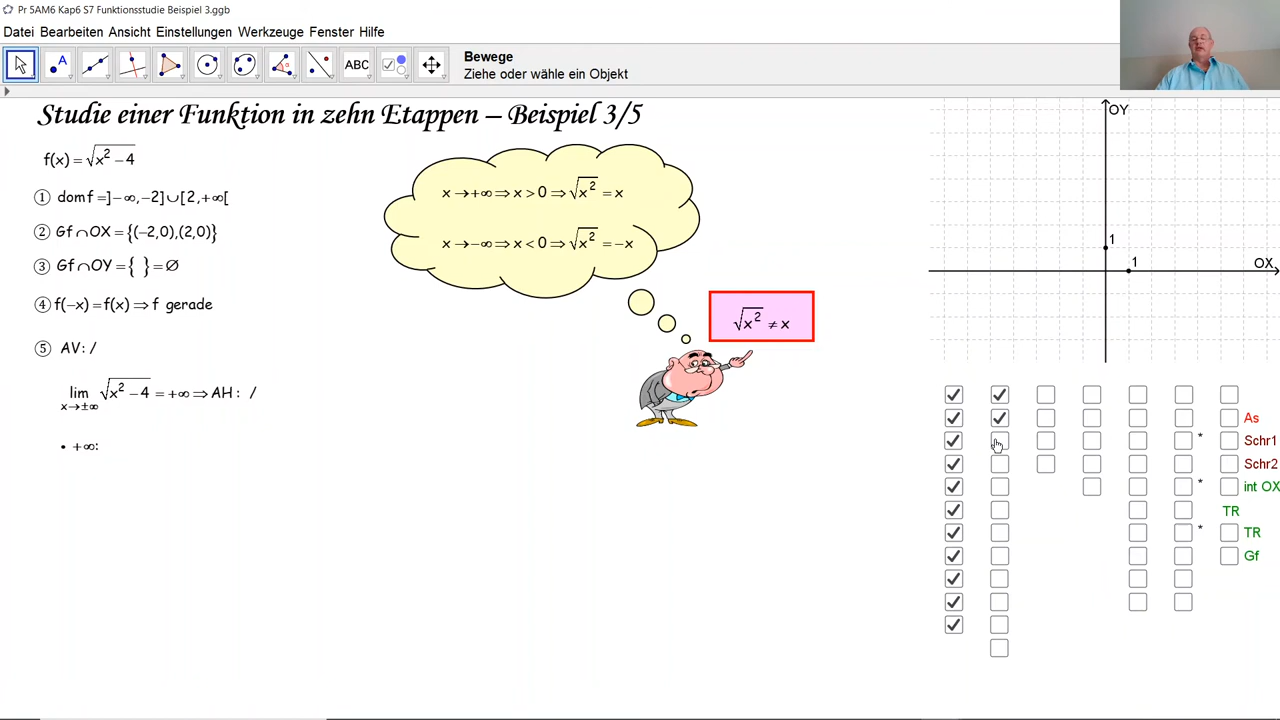 Pr 5AM6 Kap6 S7 Funktionsstudie Beispiel 3.ggb
Datei Bearbeiten Ansicht Einstellungen Werkzeuge Fenster Hilfe
A
ABC
Bewege
Ziehe oder wähle ein Objekt
Studie einer Funktion in zehn Etappen – Beispiel 3/5
f(x) = √(x² – 4)
① domf =]–∞,–2]∪[2,+∞[
② Gf∩OX = {(–2,0),(2,0)}
③ Gf∩OY = { } = Ø
④ f(–x) = f(x) ⇒ f gerade
⑤ AV: /
lim x→±∞ √(x² – 4) = +∞ ⇒ AH: /
• +∞:
x → +∞ ⇒ x > 0 ⇒ √x² = x
x → –∞ ⇒ x < 0 ⇒ √x² = –x
√x² ≠ x
OY
1
1
OX
As
* Schr1
Schr2
* int OX
TR
* TR
Gf